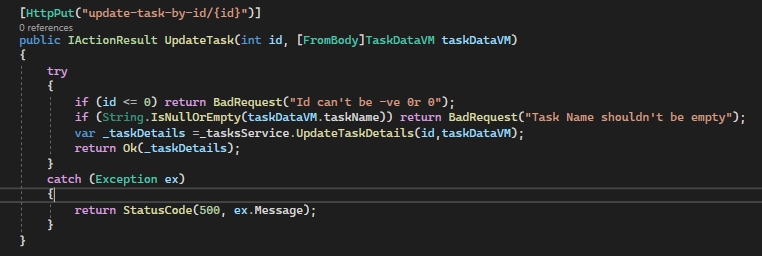 [HttpPut("update-task-by-id/{id}")]
0 references
public IActionResult UpdateTask(int id, [FromBody]TaskDataVM taskDataVM)
{
try
{
if (id <= 0) return BadRequest("Id can't be -ve 0r 0");
if (String.IsNullOrEmpty(taskDataVM.taskName)) return BadRequest("Task Name shouldn't be empty");
var _taskDetails =_tasksService.UpdateTaskDetails(id,taskDataVM);
return Ok(_taskDetails);
}
catch (Exception ex)
{
return StatusCode(500, ex.Message);
}
}